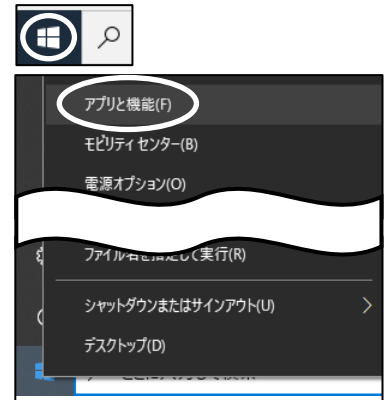 アプリと機能(F)
モビリティ センター(B)
電源オプション(O)
ファイル名を指定して実行(R)
シャットダウンまたはサインアウト(U)
デスクトップ(D)